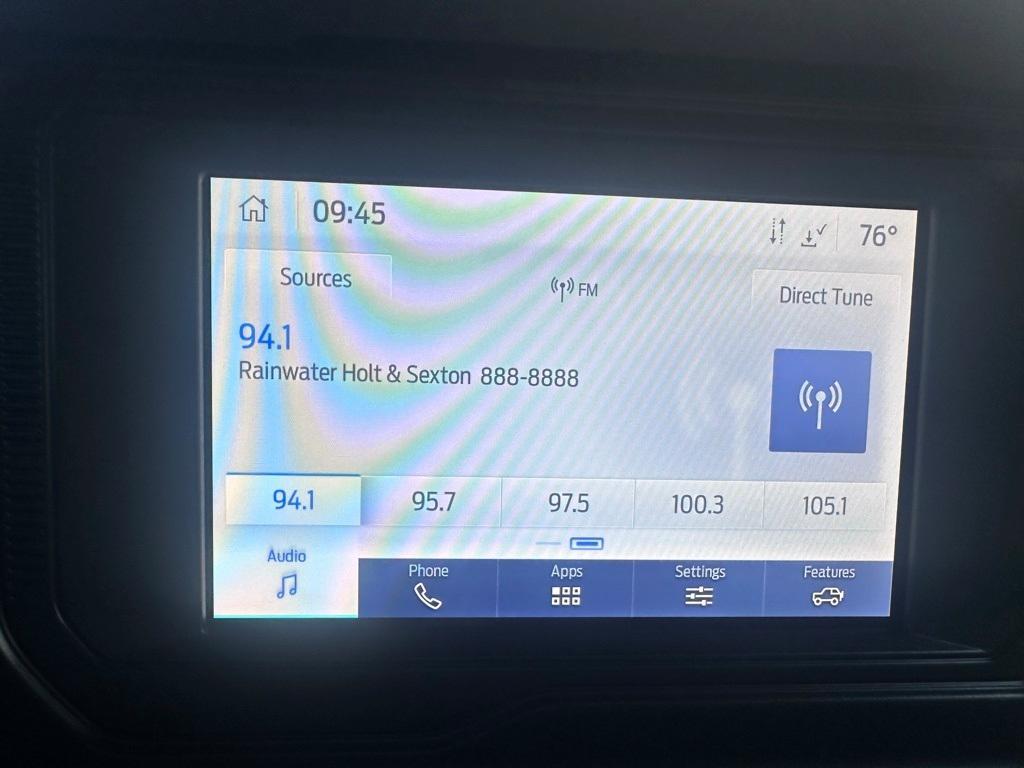 09:45
76°
Sources
FM
Direct Tune
94.1
Rainwater Holt & Sexton 888-8888
94.1 95.7 97.5 100.3 105.1
Audio Phone Apps Settings Features